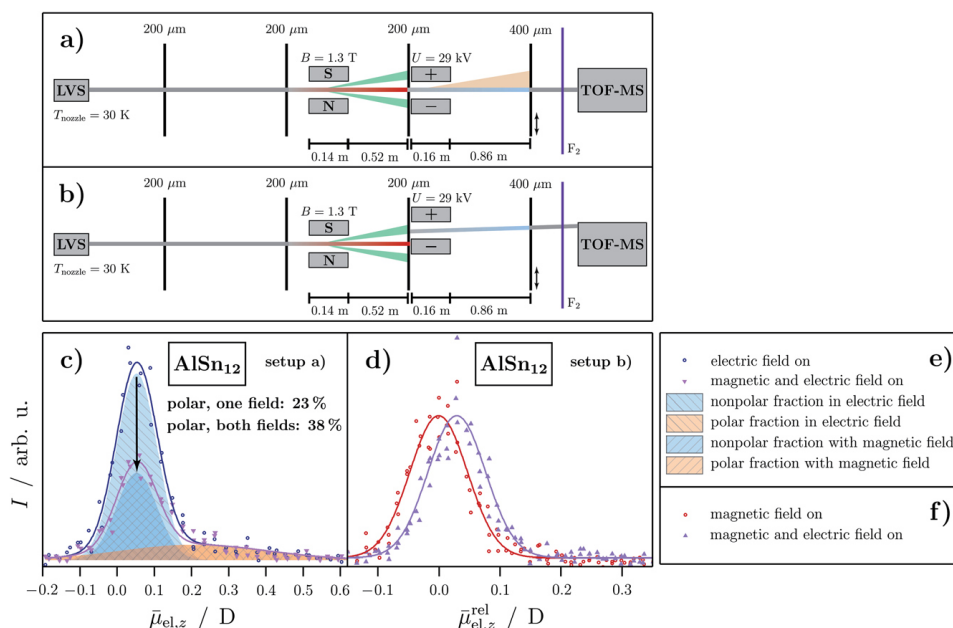 a)
200 μm 200 μm 200 μm 400 μm
B = 1.3 T U = 29 kV
S +
LVS TOF-MS
N −
T_nozzle = 30 K
F₂
0.14 m 0.52 m 0.16 m 0.86 m
b)
200 μm 200 μm 200 μm 400 μm
B = 1.3 T U = 29 kV
S +
LVS − TOF-MS
N
T_nozzle = 30 K
F₂
0.14 m 0.52 m 0.16 m 0.86 m
c) AlSn₁₂ setup a)
polar, one field: 23 %
polar, both fields: 38 %
I / arb. u.
−0.2 −0.1 0.0 0.1 0.2 0.3 0.4 0.5 0.6
μ̄_el,z / D
d) AlSn₁₂ setup b)
−0.1 0.0 0.1 0.2 0.3
μ̄^rel_el,z / D
e)
electric field on
magnetic and electric field on
nonpolar fraction in electric field
polar fraction in electric field
nonpolar fraction with magnetic field
polar fraction with magnetic field
f)
magnetic field on
magnetic and electric field on